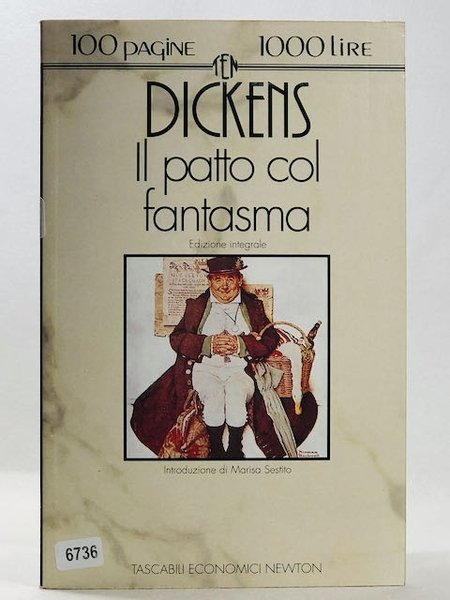 100 PAGINE 1000 LIRE
TEN
DICKENS
Il patto col
fantasma
Edizione integrale
Introduzione di Marisa Sestito
6736
TASCABILI ECONOMICI NEWTON